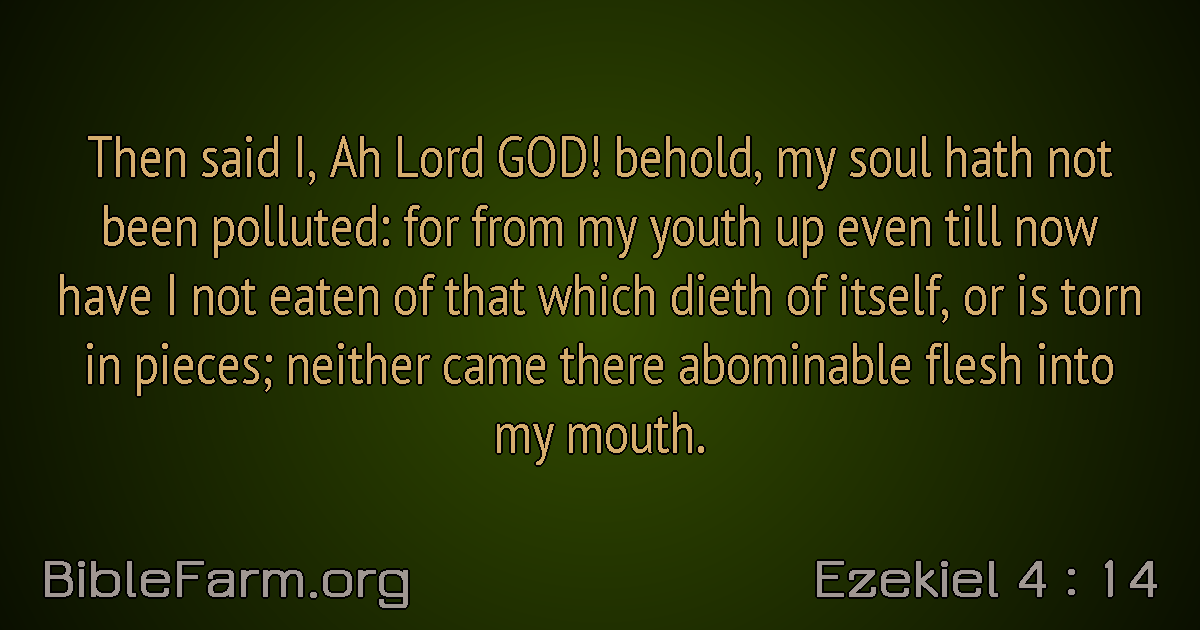 Then said I, Ah Lord GOD! behold, my soul hath not
been polluted: for from my youth up even till now
have I not eaten of that which dieth of itself, or is torn
in pieces; neither came there abominable flesh into
my mouth.
BibleFarm.org
Ezekiel 4 : 14